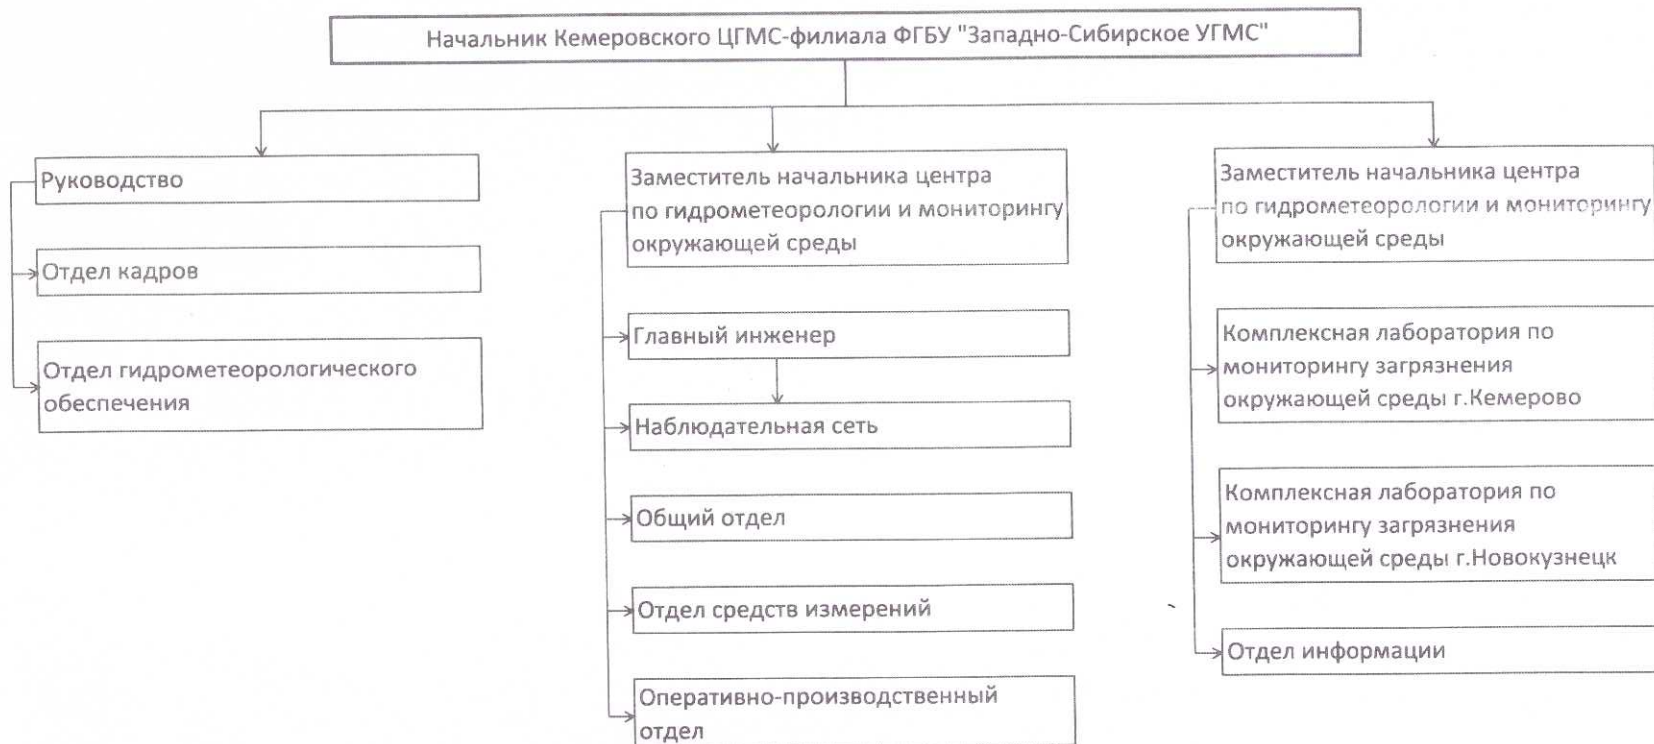 Начальник Кемеровского ЦГМС-филиала ФГБУ "Западно-Сибирское УГМС"
Руководство
Отдел кадров
Отдел гидрометеорологического
обеспечения
Заместитель начальника центра
по гидрометеорологии и мониторингу
окружающей среды
Главный инженер
Наблюдательная сеть
Общий отдел
Отдел средств измерений
Оперативно-производственный
отдел
Заместитель начальника центра
по гидрометеорологии и мониторингу
окружающей среды
Комплексная лаборатория по
мониторингу загрязнения
окружающей среды г.Кемерово
Комплексная лаборатория по
мониторингу загрязнения
окружающей среды г.Новокузнецк
Отдел информации